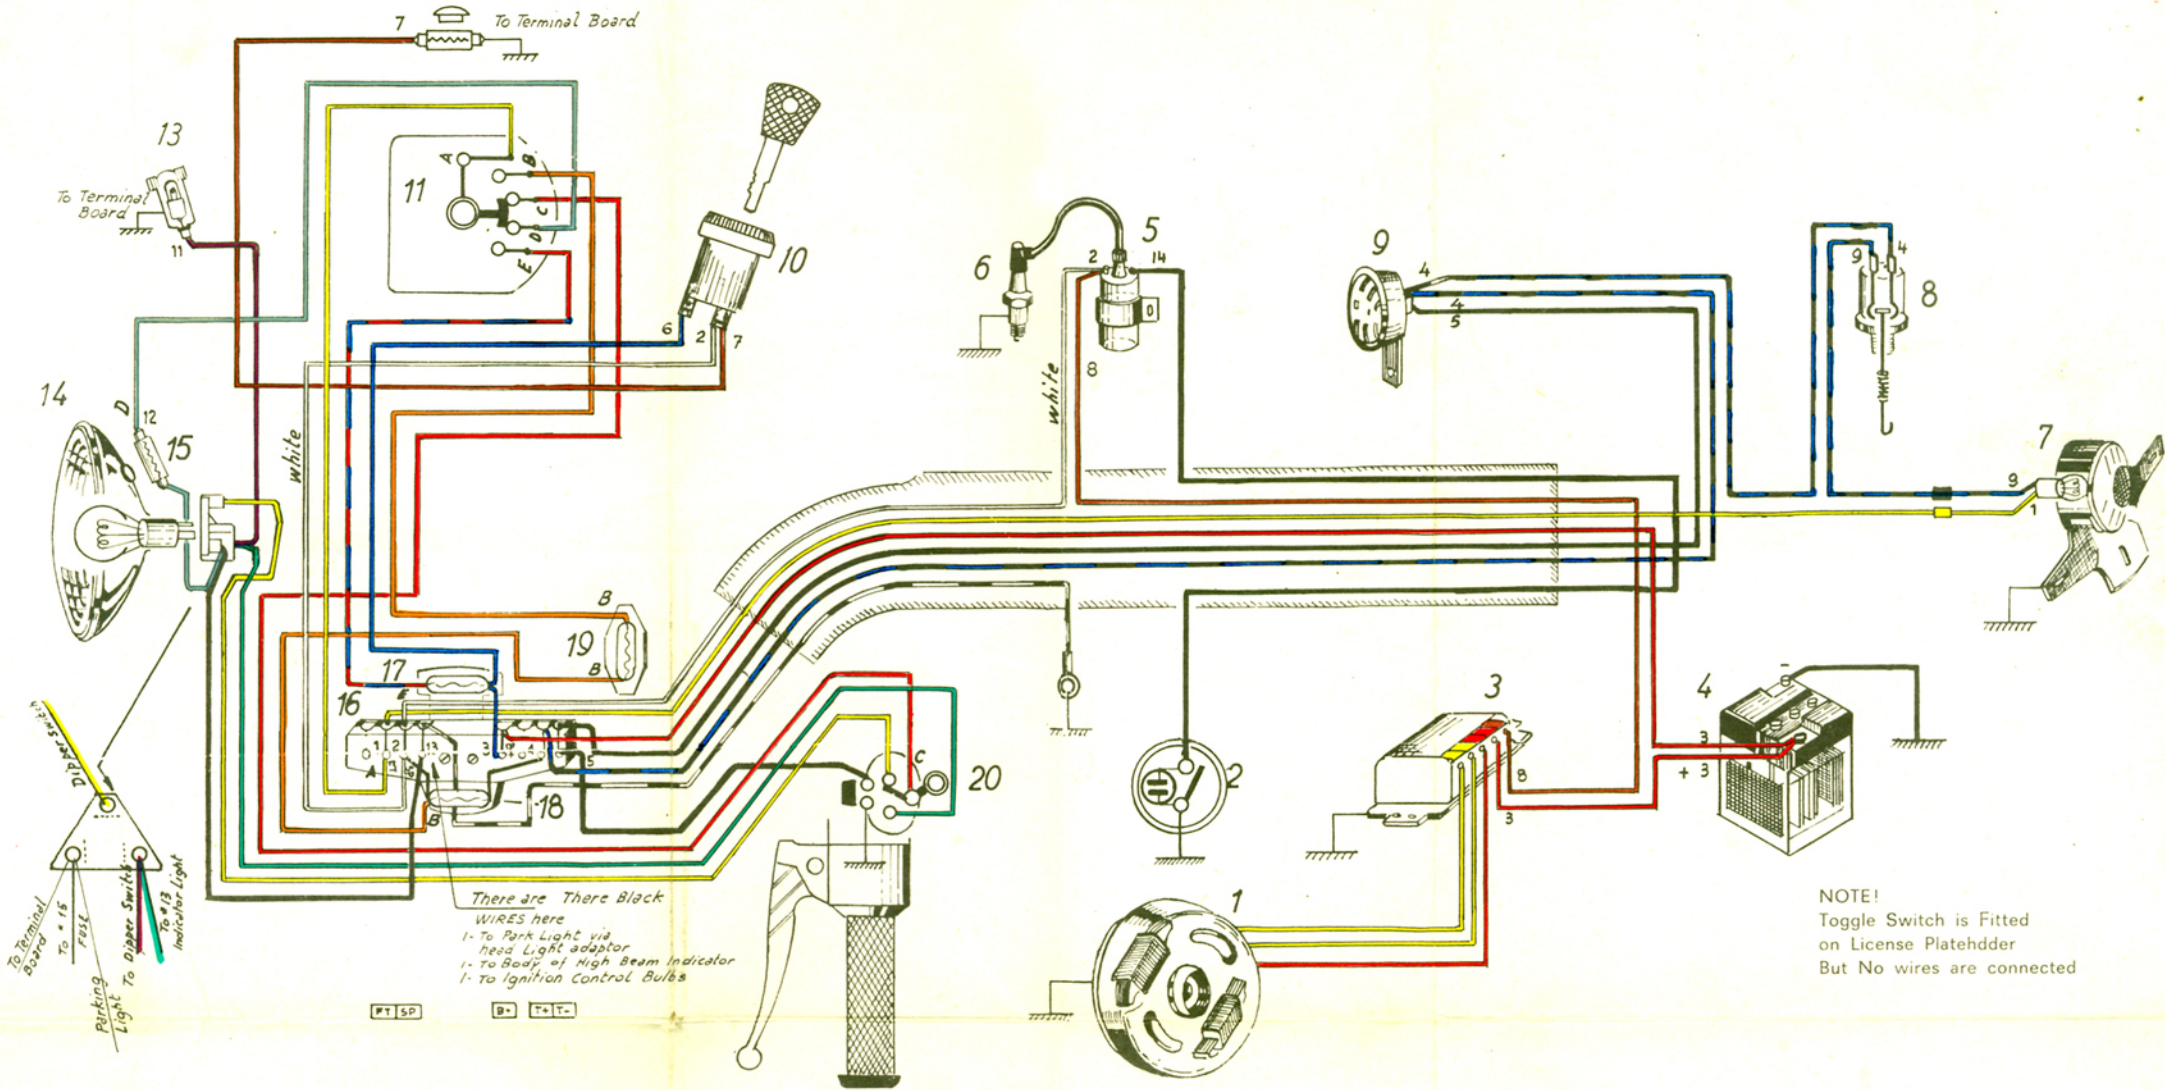 7
To Terminal Board
13
To Terminal
Board
11
11
A
B
C
D
E
10
6
2
7
14
D
12
15
white
6
5
2
14
8
white
9
4
4
5
9
4
8
7
9
1
B
19
B
17
16
E
1
2
13
3
5
A
B
18
C
20
2
3
8
3
4
-
3
+ 3
1
Dipper Switch
To Terminal
Board
To # 15
FUSE
Parking
Light
To Dipper Switch
To # 13
Indicator Light
There are There Black
WIRES here
1- To Park Light via
head Light adaptor
1- To Body of High Beam Indicator
1- To Ignition Control Bulbs
FT SP
B+
T+ T-
NOTE!
Toggle Switch is Fitted
on License Platehdder
But No wires are connected